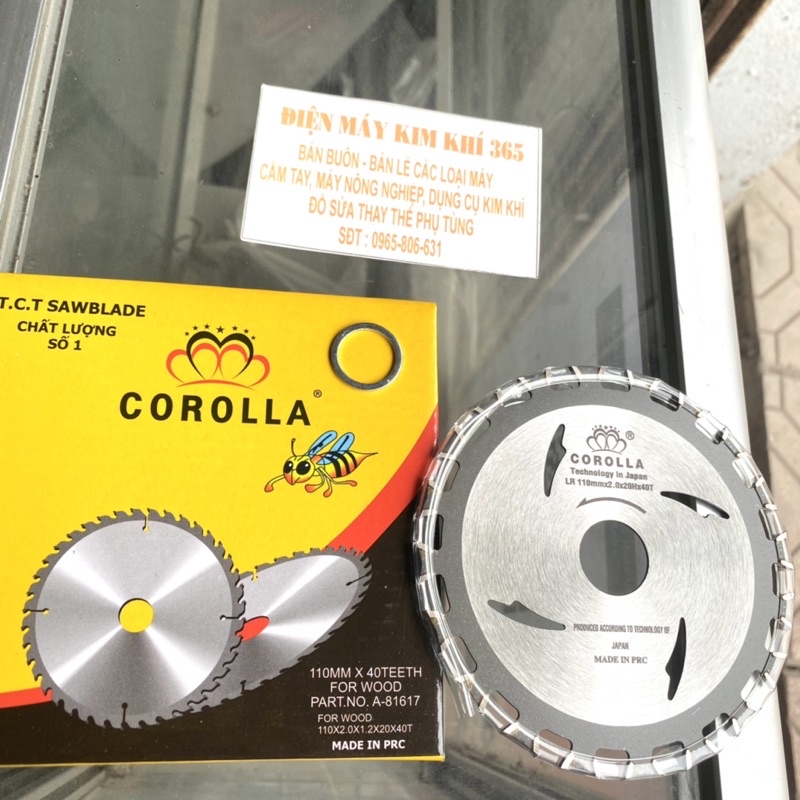 ĐIỆN MÁY KIM KHÍ 365
BÁN BUÔN - BÁN LẺ CÁC LOẠI MÁY
CẦM TAY, MÁY NÔNG NGHIỆP, DỤNG CỤ KIM KHÍ
ĐỒ SỬA THAY THẾ PHỤ TÙNG
SĐT : 0965-806-631
T.C.T SAWBLADE
CHẤT LƯỢNG
SỐ 1
COROLLA®
110MM X 40TEETH
FOR WOOD
PART.NO. A-81617
FOR WOOD
110X2.0X1.2X20X40T
MADE IN PRC
®
COROLLA
Technology in Japan
LR 110mmx2.0x20Hx40T
PRODUCED ACCORDING TO TECHNOLOGY OF
JAPAN
MADE IN PRC